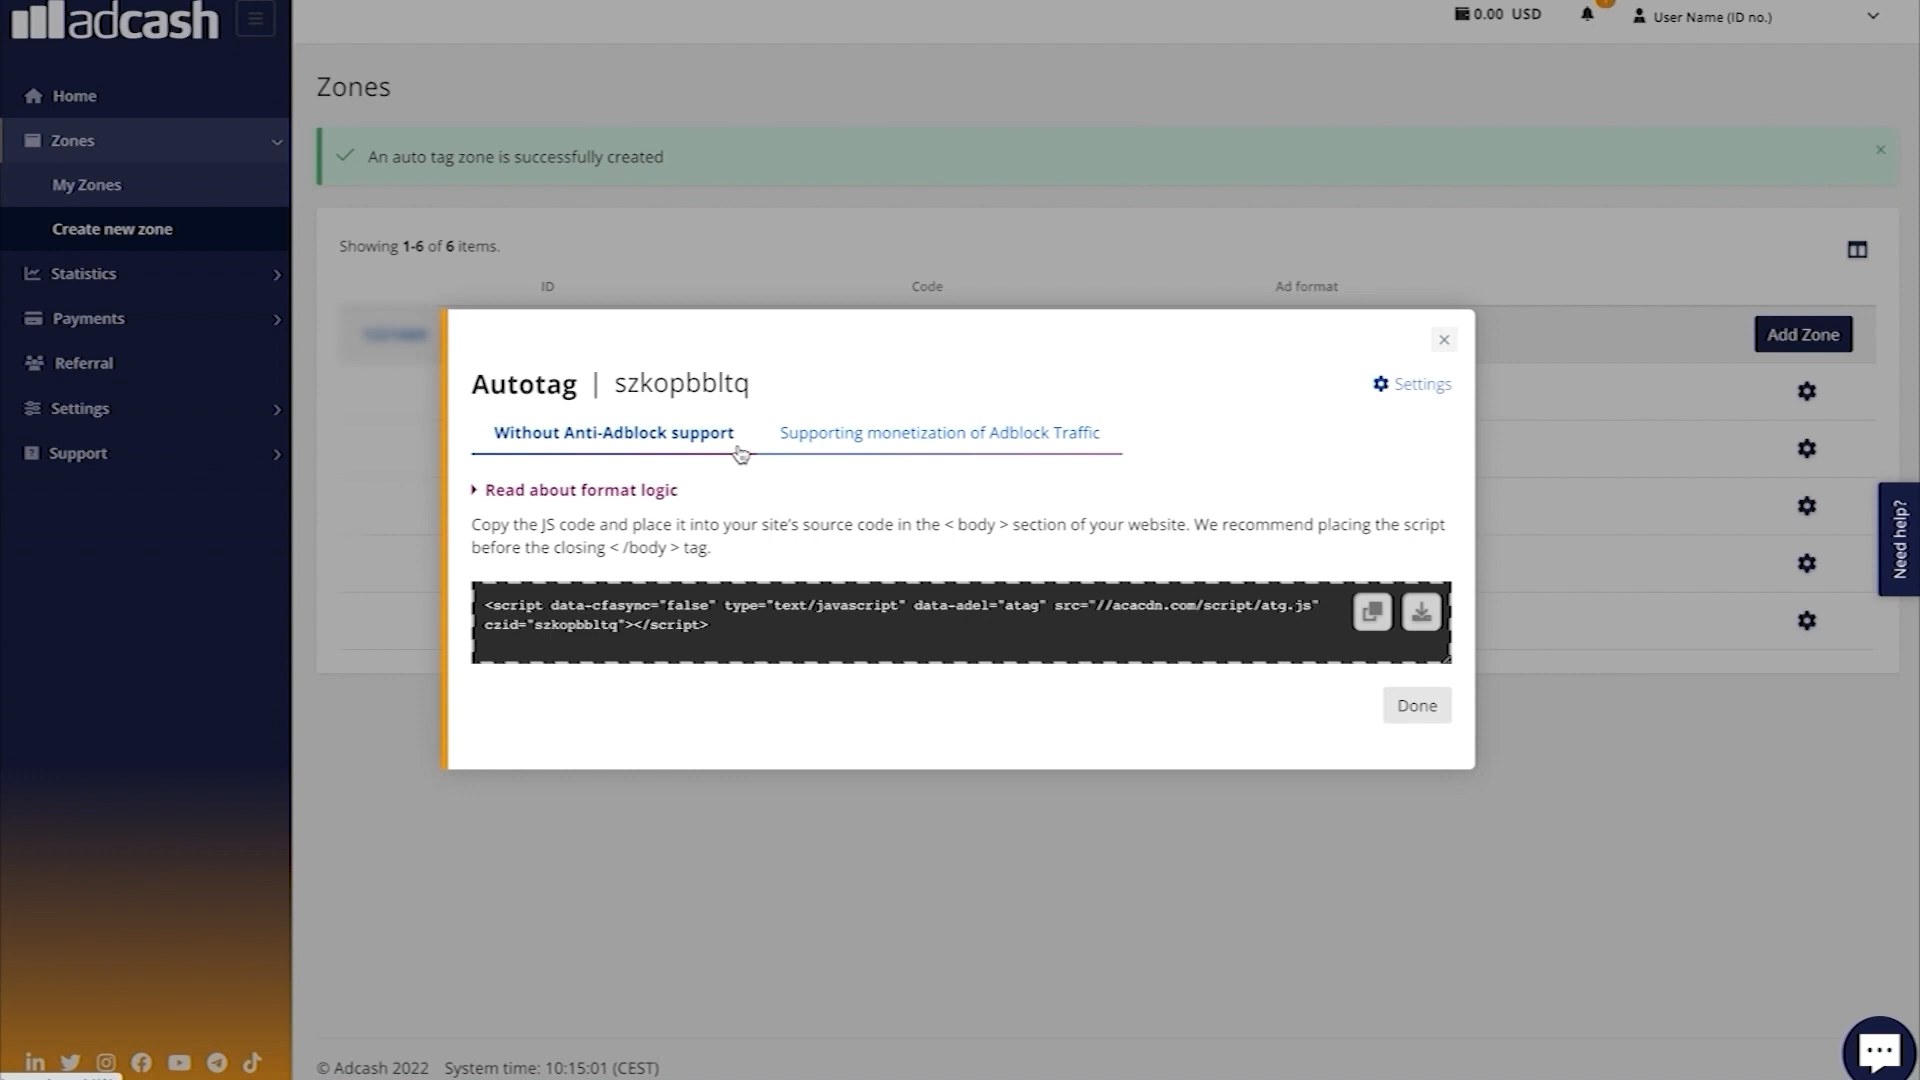 adcash
0.00 USD
User Name (ID no.)
Home
Zones
My Zones
Create new zone
Statistics
Payments
Referral
Settings
Support
Zones
An auto tag zone is successfully created
×
Showing 1-6 of 6 items.
ID Code Ad format
Add Zone
×
Autotag | szkopbbltq
Settings
Without Anti-Adblock support
Supporting monetization of Adblock Traffic
Read about format logic
Copy the JS code and place it into your site's source code in the < body > section of your website. We recommend placing the script
before the closing < /body > tag.
<script data-cfasync="false" type="text/javascript" data-adel="atag" src="//acacdn.com/script/atg.js"
czid="szkopbbltq"></script>
Done
Need help?
© Adcash 2022 System time: 10:15:01 (CEST)